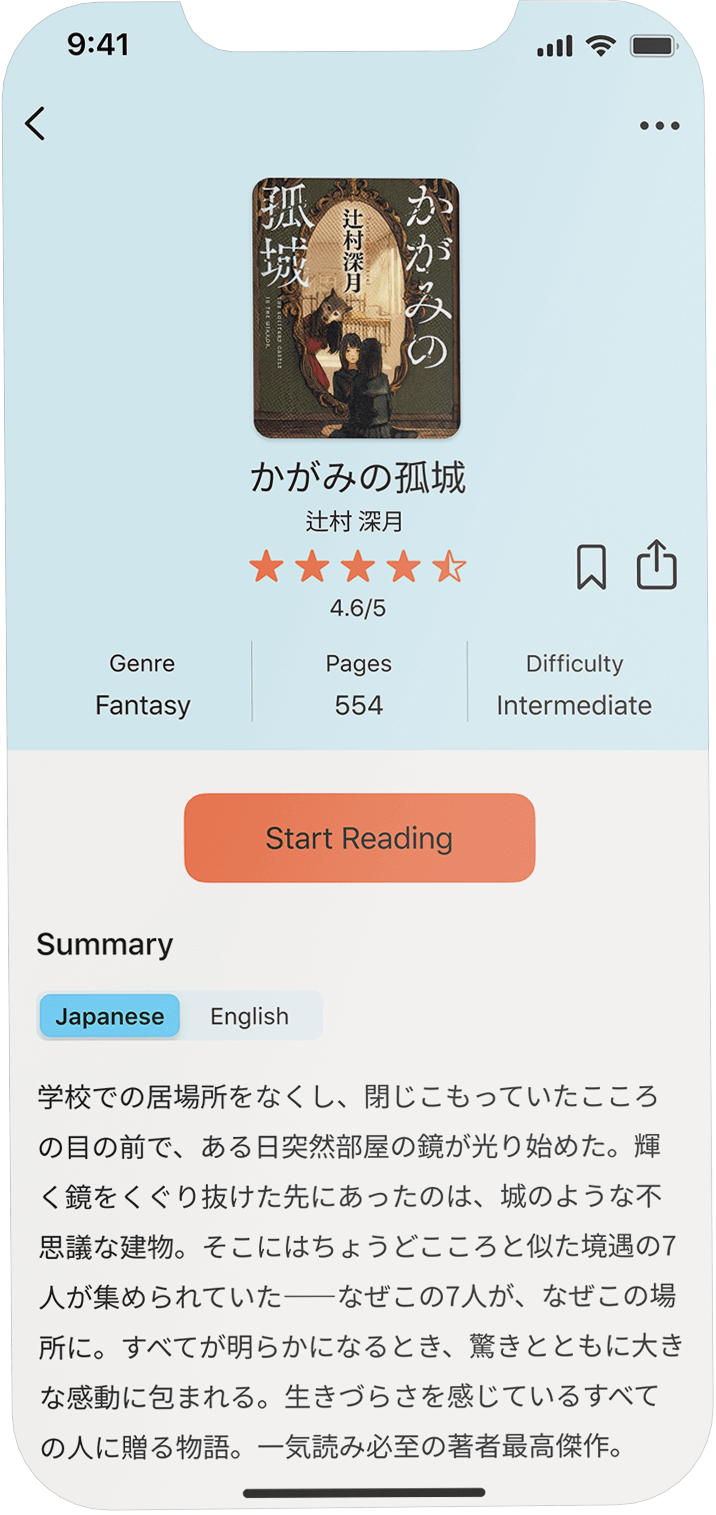 9:41
かがみの
孤城
辻村深月
かがみの孤城
辻村 深月
4.6/5
Genre
Pages
Difficulty
Fantasy
554
Intermediate
Start Reading
Summary
Japanese
English
学校での居場所をなくし、閉じこもっていたこころ
の目の前で、ある日突然部屋の鏡が光り始めた。輝
く鏡をくぐり抜けた先にあったのは、城のような不
思議な建物。そこにはちょうどこころと似た境遇の7
人が集められていた──なぜこの7人が、なぜこの場
所に。すべてが明らかになるとき、驚きとともに大き
な感動に包まれる。生きづらさを感じているすべて
の人に贈る物語。一気読み必至の著者最高傑作。